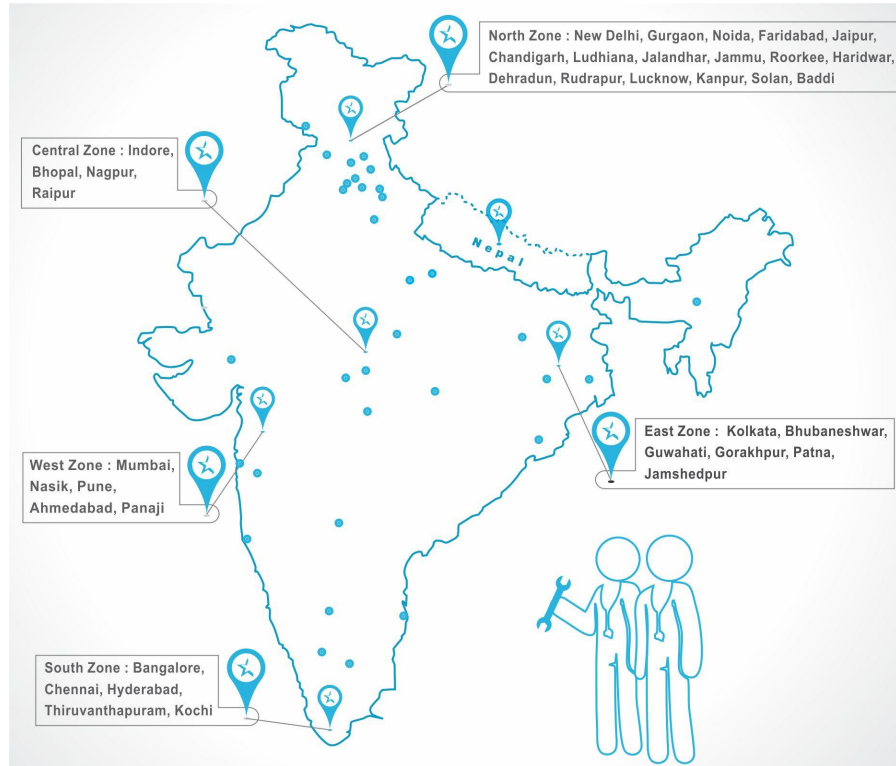 North Zone : New Delhi, Gurgaon, Noida, Faridabad, Jaipur,
Chandigarh, Ludhiana, Jalandhar, Jammu, Roorkee, Haridwar,
Dehradun, Rudrapur, Lucknow, Kanpur, Solan, Baddi
Central Zone : Indore,
Bhopal, Nagpur,
Raipur
Nepal
East Zone : Kolkata, Bhubaneshwar,
Guwahati, Gorakhpur, Patna,
Jamshedpur
West Zone : Mumbai,
Nasik, Pune,
Ahmedabad, Panaji
South Zone : Bangalore,
Chennai, Hyderabad,
Thiruvanthapuram, Kochi